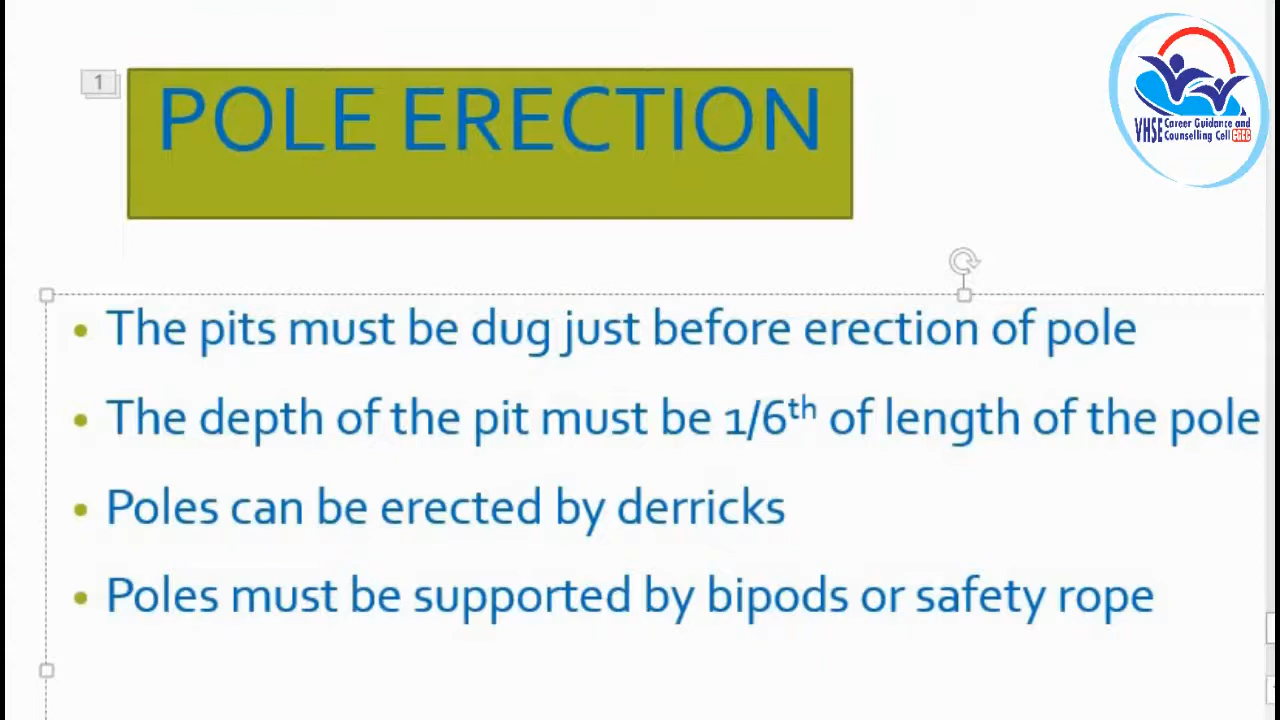 1
POLE ERECTION
VHSE Career Guidance and
Counselling Cell CGCC
• The pits must be dug just before erection of pole
• The depth of the pit must be 1/6th of length of the pole
• Poles can be erected by derricks
• Poles must be supported by bipods or safety rope